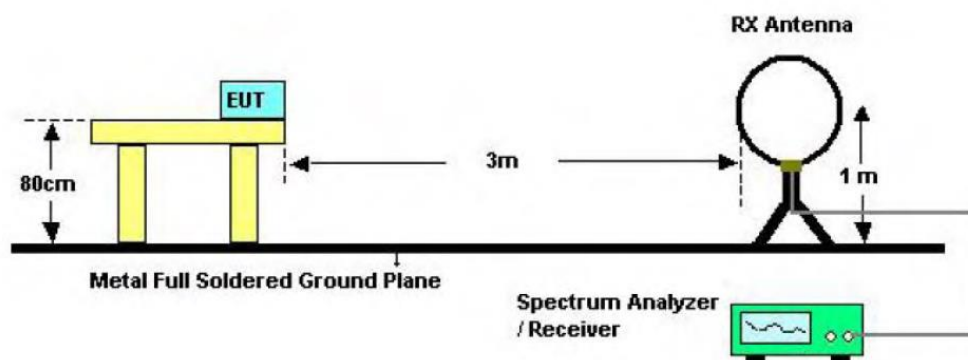 RX Antenna
EUT
3m
80cm
1 m
Metal Full Soldered Ground Plane
Spectrum Analyzer
/ Receiver